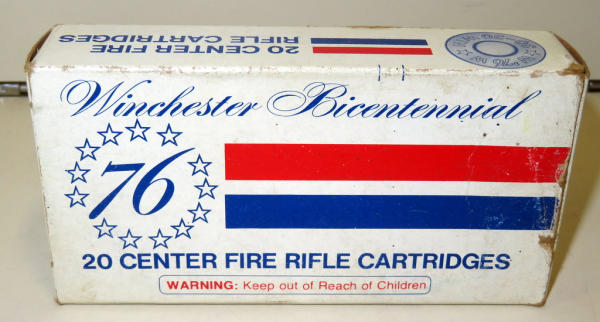 20 CENTER FIRE
RIFLE CARTRIDGES
Winchester Bicentennial
76
20 CENTER FIRE RIFLE CARTRIDGES
WARNING: Keep out of Reach of Children